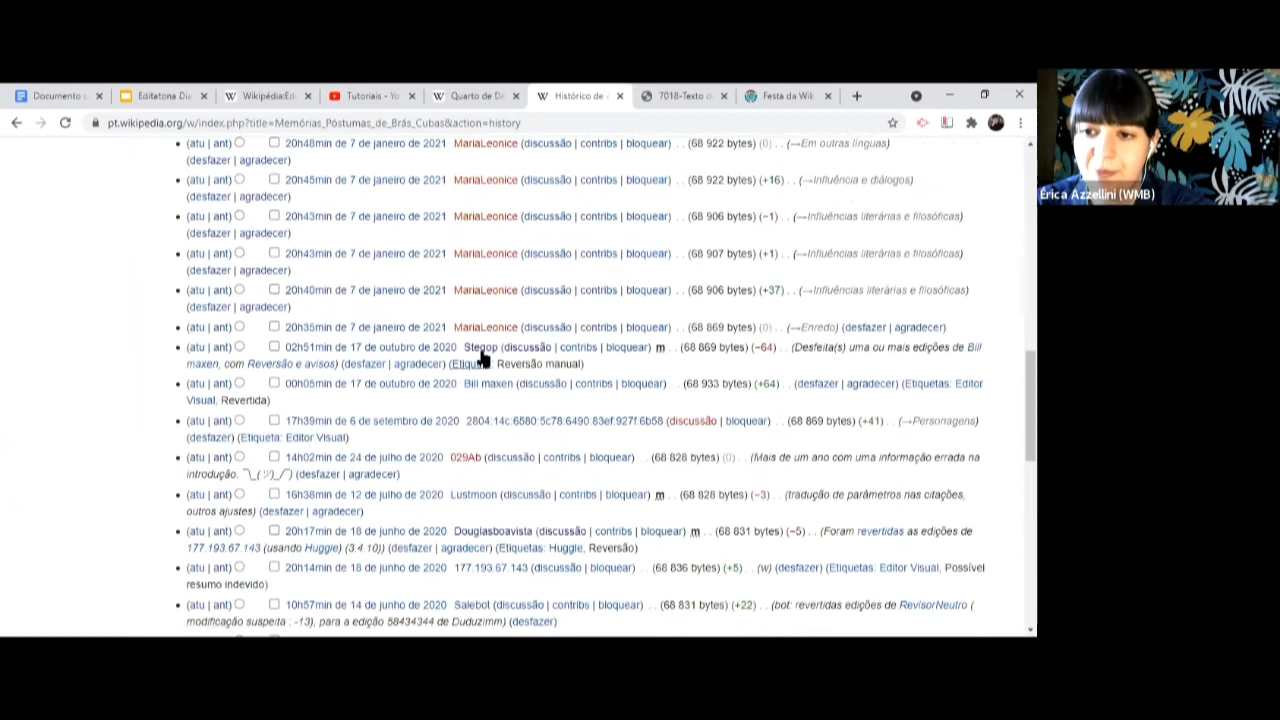 Documento
Editatona Dia
Wikipédia:Edi
Tutoriais - Yo
Quarto de De
Histórico de
7018-Texto d
Festa da Wiki
pt.wikipedia.org/w/index.php?title=Memórias_Póstumas_de_Brás_Cubas&action=history
Érica Azzellini (WMB)
(atu | ant) 20h48min de 7 de janeiro de 2021 MariaLeonice (discussão | contribs | bloquear) . . (68 922 bytes) (0) . . (→Em outras línguas)
(desfazer | agradecer)
(atu | ant) 20h45min de 7 de janeiro de 2021 MariaLeonice (discussão | contribs | bloquear) . . (68 922 bytes) (+16) . . (→Influência e diálogos)
(desfazer | agradecer)
(atu | ant) 20h43min de 7 de janeiro de 2021 MariaLeonice (discussão | contribs | bloquear) . . (68 906 bytes) (−1) . . (→Influências literárias e filosóficas)
(desfazer | agradecer)
(atu | ant) 20h43min de 7 de janeiro de 2021 MariaLeonice (discussão | contribs | bloquear) . . (68 907 bytes) (+1) . . (→Influências literárias e filosóficas)
(desfazer | agradecer)
(atu | ant) 20h40min de 7 de janeiro de 2021 MariaLeonice (discussão | contribs | bloquear) . . (68 906 bytes) (+37) . . (→Influências literárias e filosóficas)
(desfazer | agradecer)
(atu | ant) 20h35min de 7 de janeiro de 2021 MariaLeonice (discussão | contribs | bloquear) . . (68 869 bytes) (0) . . (→Enredo) (desfazer | agradecer)
(atu | ant) 02h51min de 17 de outubro de 2020 Stegop (discussão | contribs | bloquear) m . . (68 869 bytes) (−64) . . (Desfeita(s) uma ou mais edições de Bill
maxen, com Reversão e avisos) (desfazer | agradecer) (Etiqu : Reversão manual)
(atu | ant) 00h05min de 17 de outubro de 2020 Bill maxen (discussão | contribs | bloquear) . . (68 933 bytes) (+64) . . (desfazer | agradecer) (Etiquetas: Editor
Visual, Revertida)
(atu | ant) 17h39min de 6 de setembro de 2020 2804:14c:6580:5c78:6490:83ef:927f:6b58 (discussão | bloquear) . . (68 869 bytes) (+41) . . (→Personagens)
(desfazer) (Etiqueta: Editor Visual)
(atu | ant) 14h02min de 24 de julho de 2020 029Ab (discussão | contribs | bloquear) . . (68 828 bytes) (0) . . (Mais de um ano com uma informação errada na
introdução. ¯\_(ツ)_/¯) (desfazer | agradecer)
(atu | ant) 16h38min de 12 de julho de 2020 Lustmoon (discussão | contribs | bloquear) m . . (68 828 bytes) (−3) . . (tradução de parâmetros nas citações,
outros ajustes) (desfazer | agradecer)
(atu | ant) 20h17min de 18 de junho de 2020 Douglasboavista (discussão | contribs | bloquear) m . . (68 831 bytes) (−5) . . (Foram revertidas as edições de
177.193.67.143 (usando Huggle) (3.4.10)) (desfazer | agradecer) (Etiquetas: Huggle, Reversão)
(atu | ant) 20h14min de 18 de junho de 2020 177.193.67.143 (discussão | bloquear) . . (68 836 bytes) (+5) . . (w) (desfazer) (Etiquetas: Editor Visual, Possível
resumo indevido)
(atu | ant) 10h57min de 14 de junho de 2020 Salebot (discussão | contribs | bloquear) . . (68 831 bytes) (+22) . . (bot: revertidas edições de RevisorNeutro (
modificação suspeita : -13), para a edição 58434344 de Duduzimm) (desfazer)